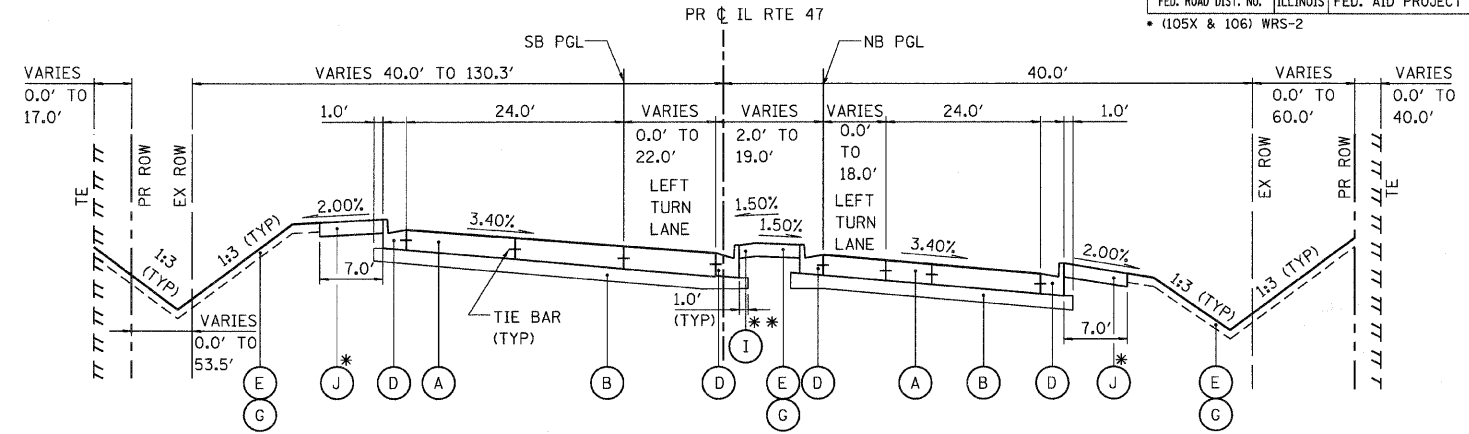 FED. ROAD DIST. NO. ILLINOIS FED. AID PROJECT
* (105X & 106) WRS-2
PR ℄ IL RTE 47
SB PGL
NB PGL
VARIES
0.0' TO
17.0'
VARIES 40.0' TO 130.3'
40.0'
VARIES
0.0' TO
60.0'
VARIES
0.0' TO
40.0'
1.0'
24.0'
VARIES
0.0' TO
22.0'
LEFT
TURN
LANE
VARIES
2.0' TO
19.0'
VARIES
0.0'
TO
18.0'
LEFT
TURN
LANE
24.0'
1.0'
TE
PR ROW
EX ROW
EX ROW
PR ROW
TE
2.00%
3.40%
1.50%
1.50%
3.40%
2.00%
1:3 (TYP)
1:3
(TYP)
7.0'
1:3 (TYP)
1:3 (TYP)
7.0'
VARIES
0.0' TO
53.5'
TIE BAR
(TYP)
1.0'
(TYP)
* *
I
*
*
E
G
J
D
A
B
D
E
G
D
A
B
D
J
E
G